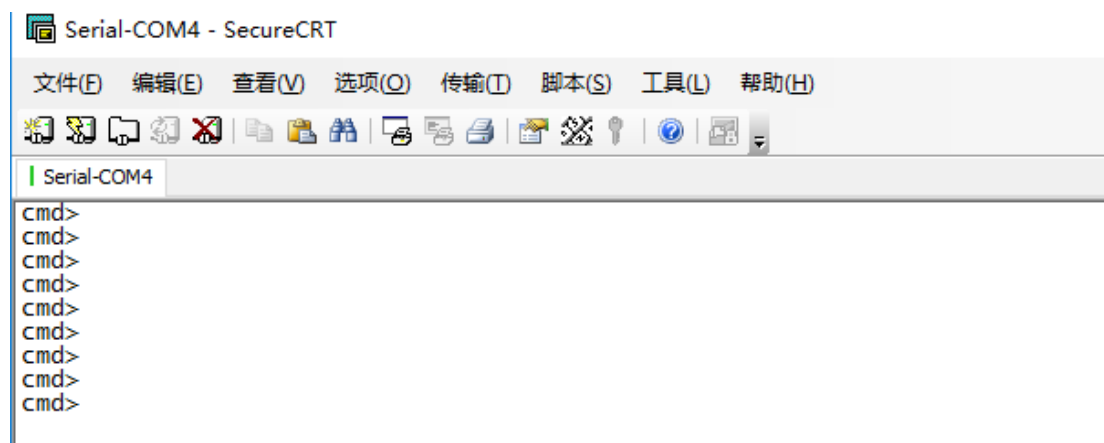 Serial-COM4 - SecureCRT
文件(F) 编辑(E) 查看(V) 选项(O) 传输(T) 脚本(S) 工具(L) 帮助(H)
Serial-COM4
cmd>
cmd>
cmd>
cmd>
cmd>
cmd>
cmd>
cmd>
cmd>